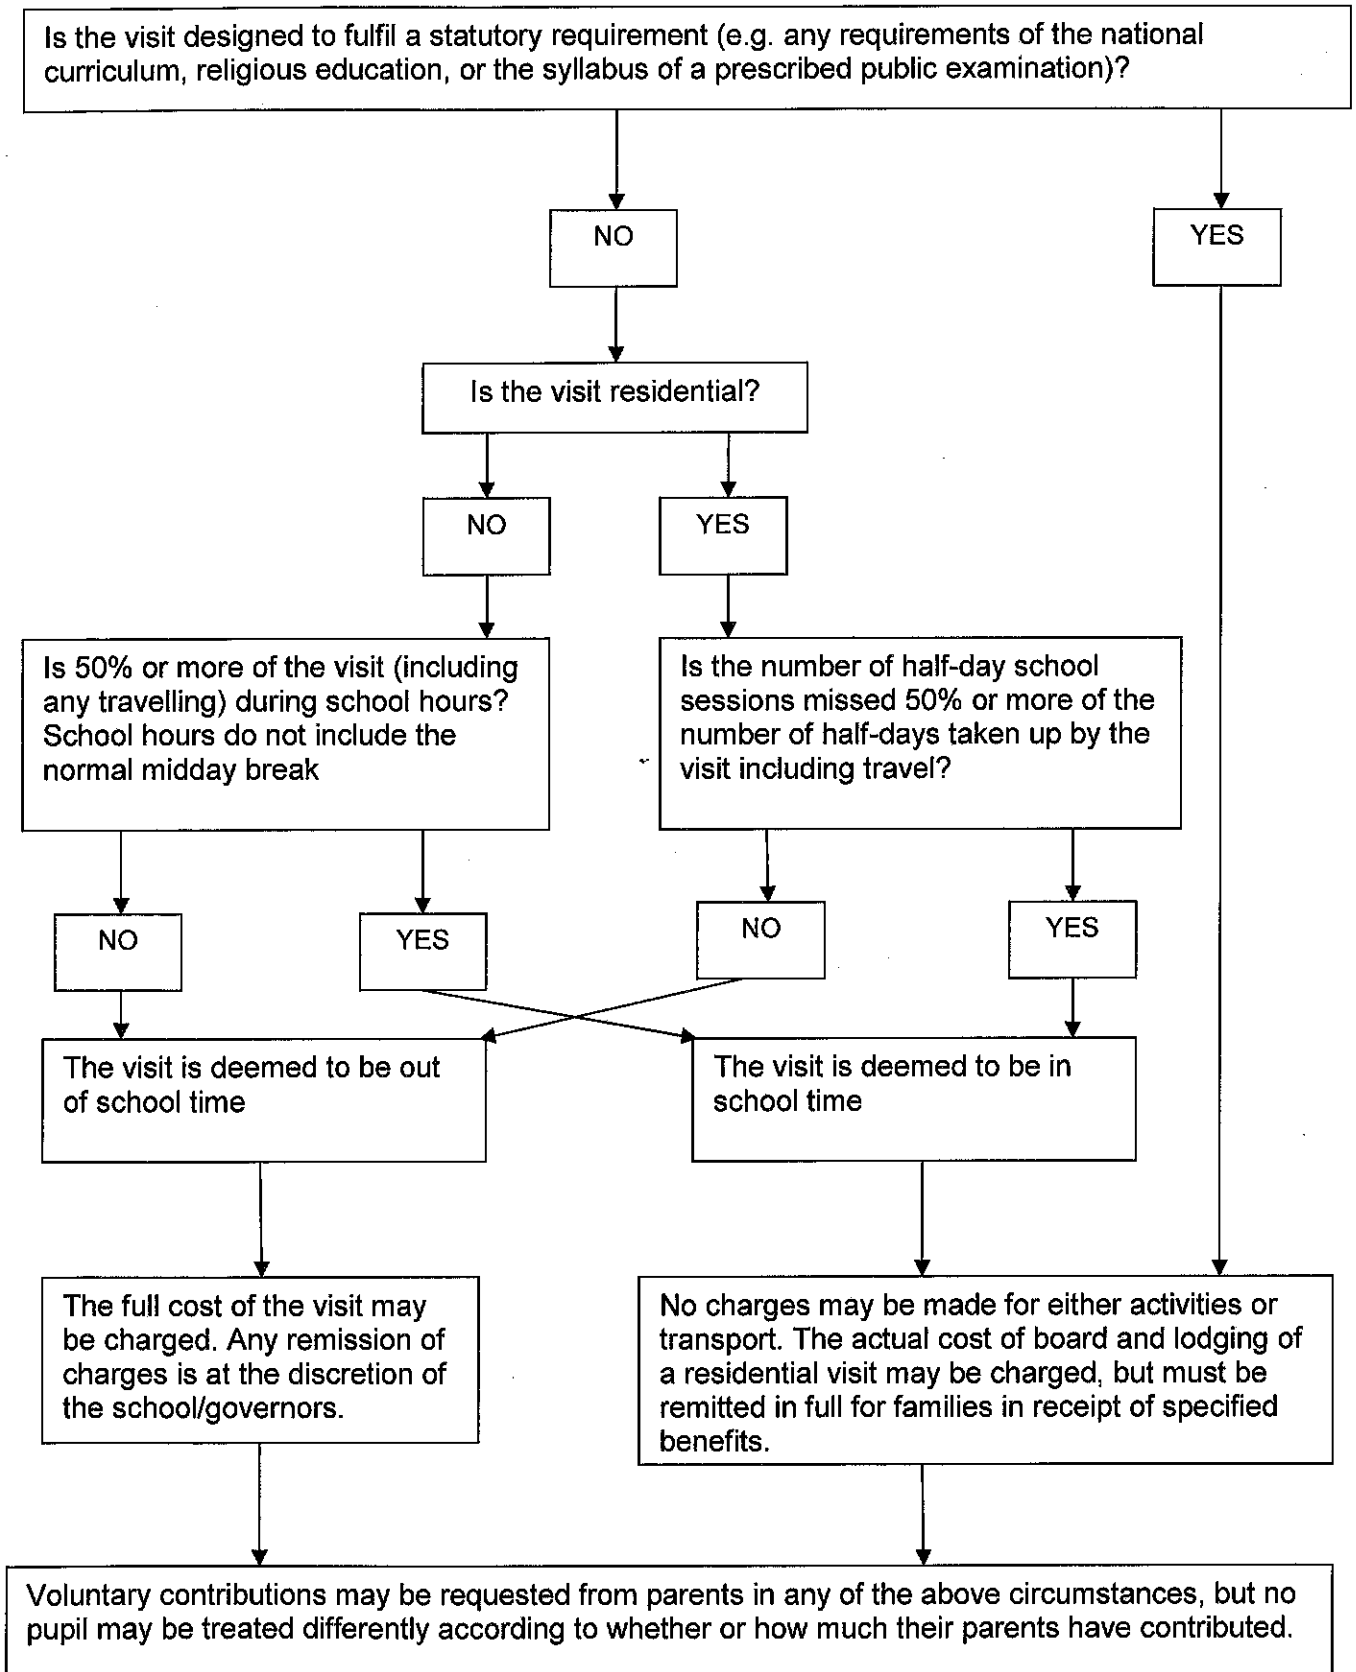 Is the visit designed to fulfil a statutory requirement (e.g. any requirements of the national
curriculum, religious education, or the syllabus of a prescribed public examination)?
NO
YES
Is the visit residential?
NO
YES
Is 50% or more of the visit (including
any travelling) during school hours?
School hours do not include the
normal midday break
Is the number of half-day school
sessions missed 50% or more of the
number of half-days taken up by the
visit including travel?
NO
YES
NO
YES
The visit is deemed to be out
of school time
The visit is deemed to be in
school time
The full cost of the visit may
be charged. Any remission of
charges is at the discretion of
the school/governors.
No charges may be made for either activities or
transport. The actual cost of board and lodging of
a residential visit may be charged, but must be
remitted in full for families in receipt of specified
benefits.
Voluntary contributions may be requested from parents in any of the above circumstances, but no
pupil may be treated differently according to whether or how much their parents have contributed.